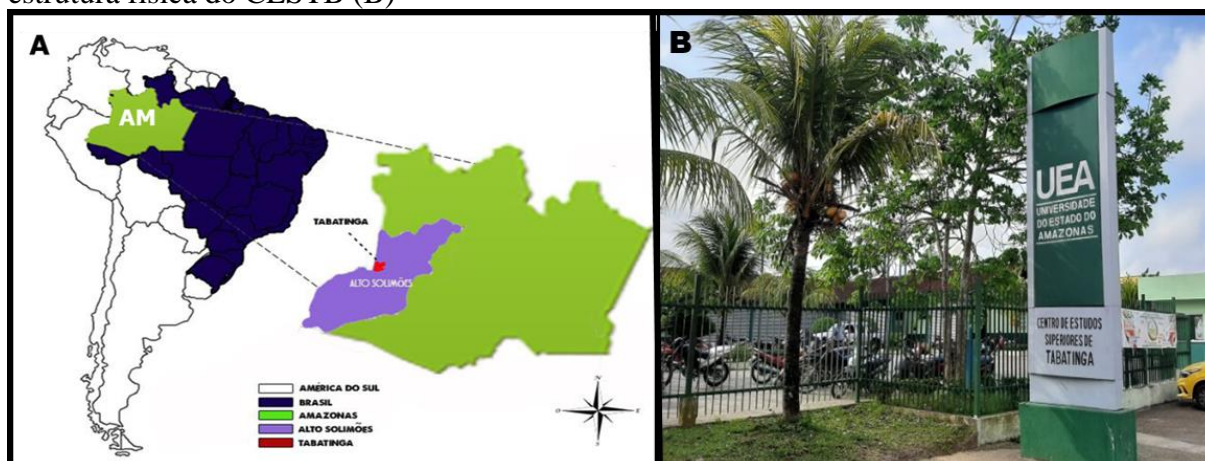 estrutura física do CESTB (B)
A
AM
TABATINGA
ALTO SOLIMÕES
AMÉRICA DO SUL
BRASIL
AMAZONAS
ALTO SOLIMÕES
TABATINGA
N
O
E
S
B
UEA
UNIVERSIDADE
DO ESTADO DO
AMAZONAS
CENTRO DE ESTUDOS
SUPERIORES DE
TABATINGA